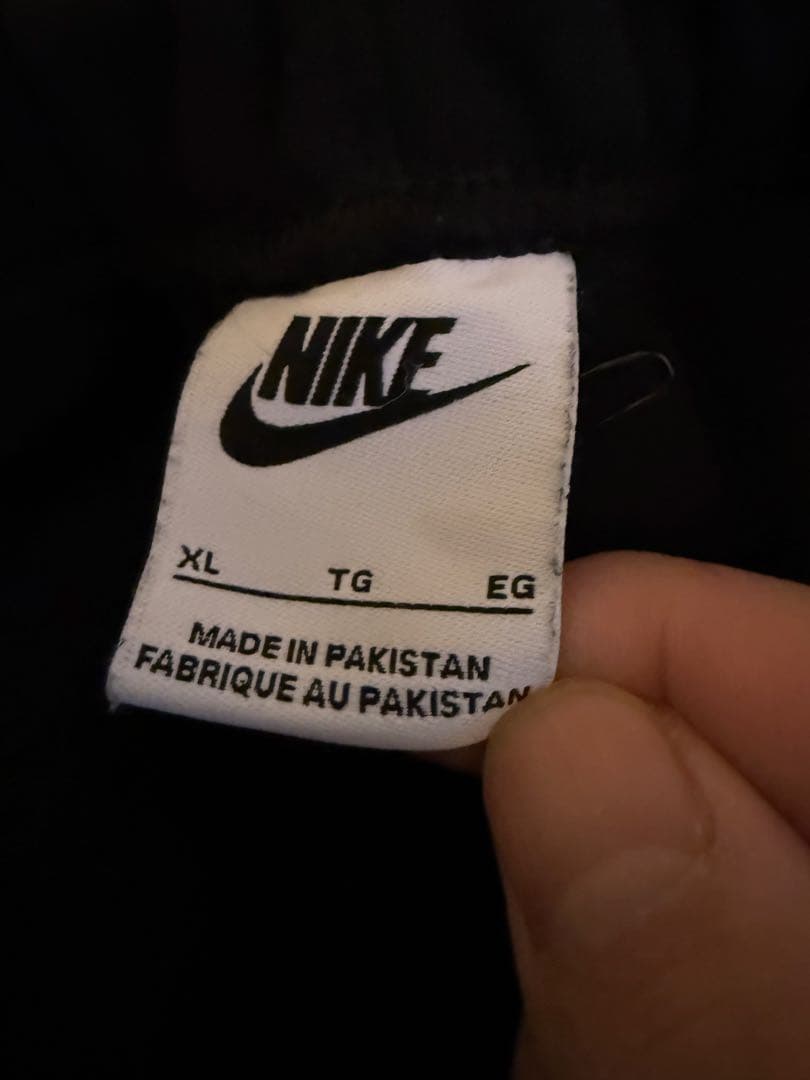 NIKE
XL TG EG
MADE IN PAKISTAN
FABRIQUE AU PAKISTAN